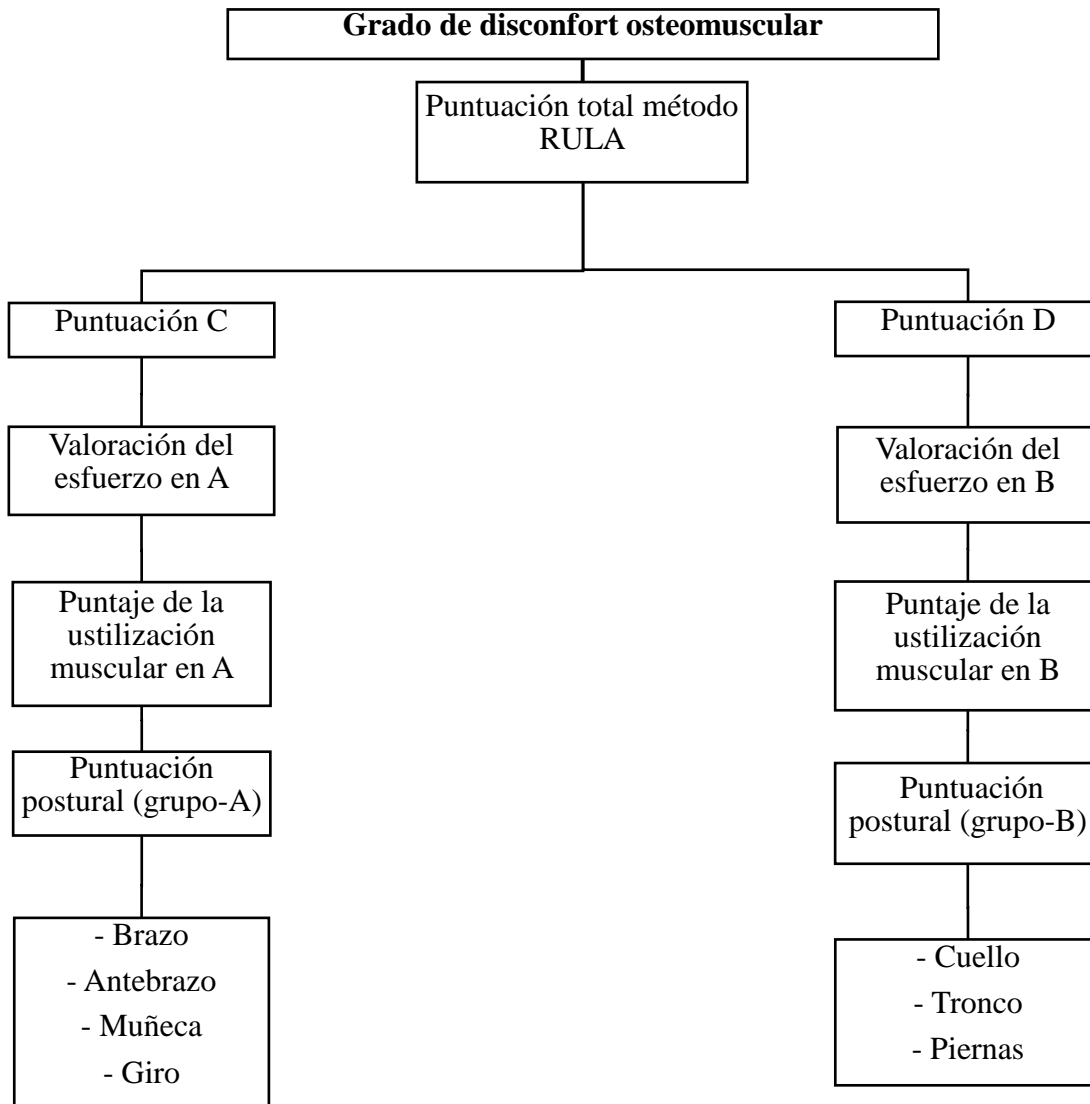 Grado de disconfort osteomuscular
Puntuación total método
RULA
Puntuación C
Valoración del
esfuerzo en A
Puntaje de la
ustilización
muscular en A
Puntuación
postural (grupo-A)
- Brazo
- Antebrazo
- Muñeca
- Giro
Puntuación D
Valoración del
esfuerzo en B
Puntaje de la
ustilización
muscular en B
Puntuación
postural (grupo-B)
- Cuello
- Tronco
- Piernas